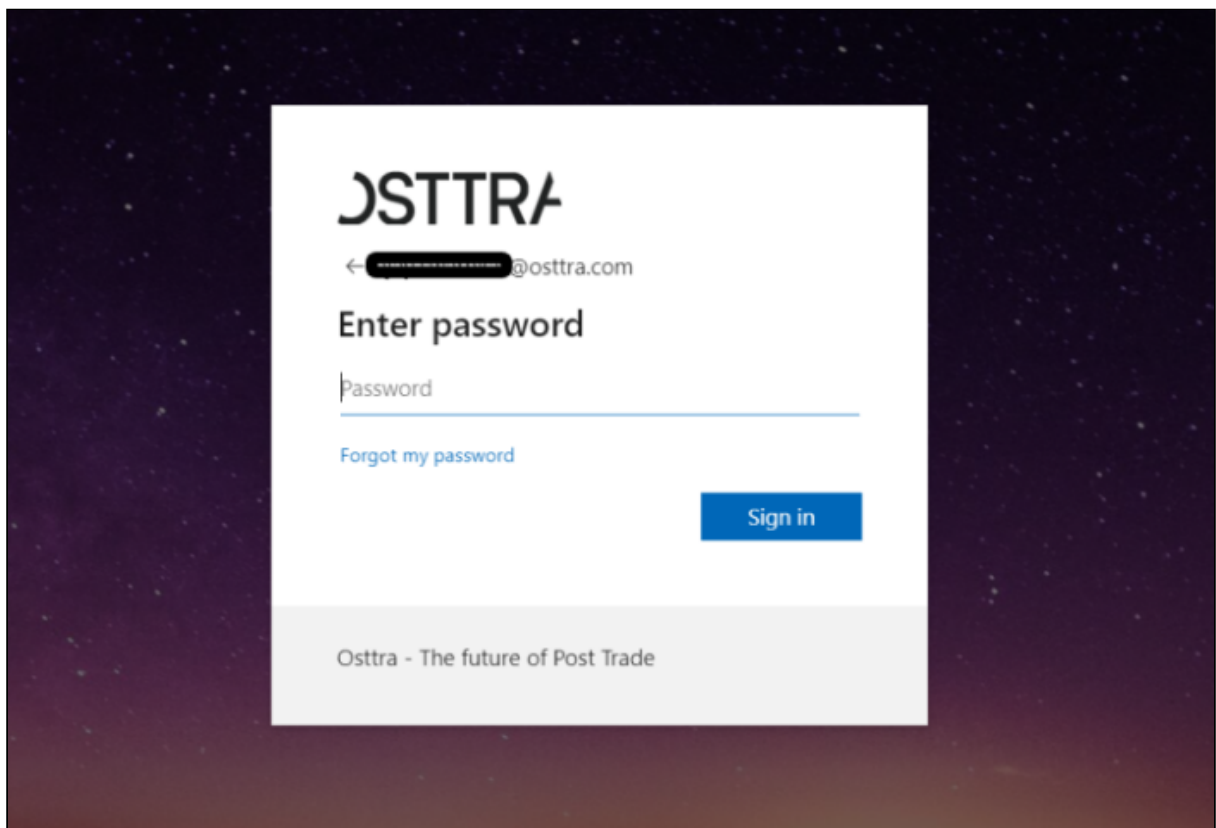 OSTTRA
@osttra.com
Enter password
Password
Forgot my password
Sign in
Osttra - The future of Post Trade